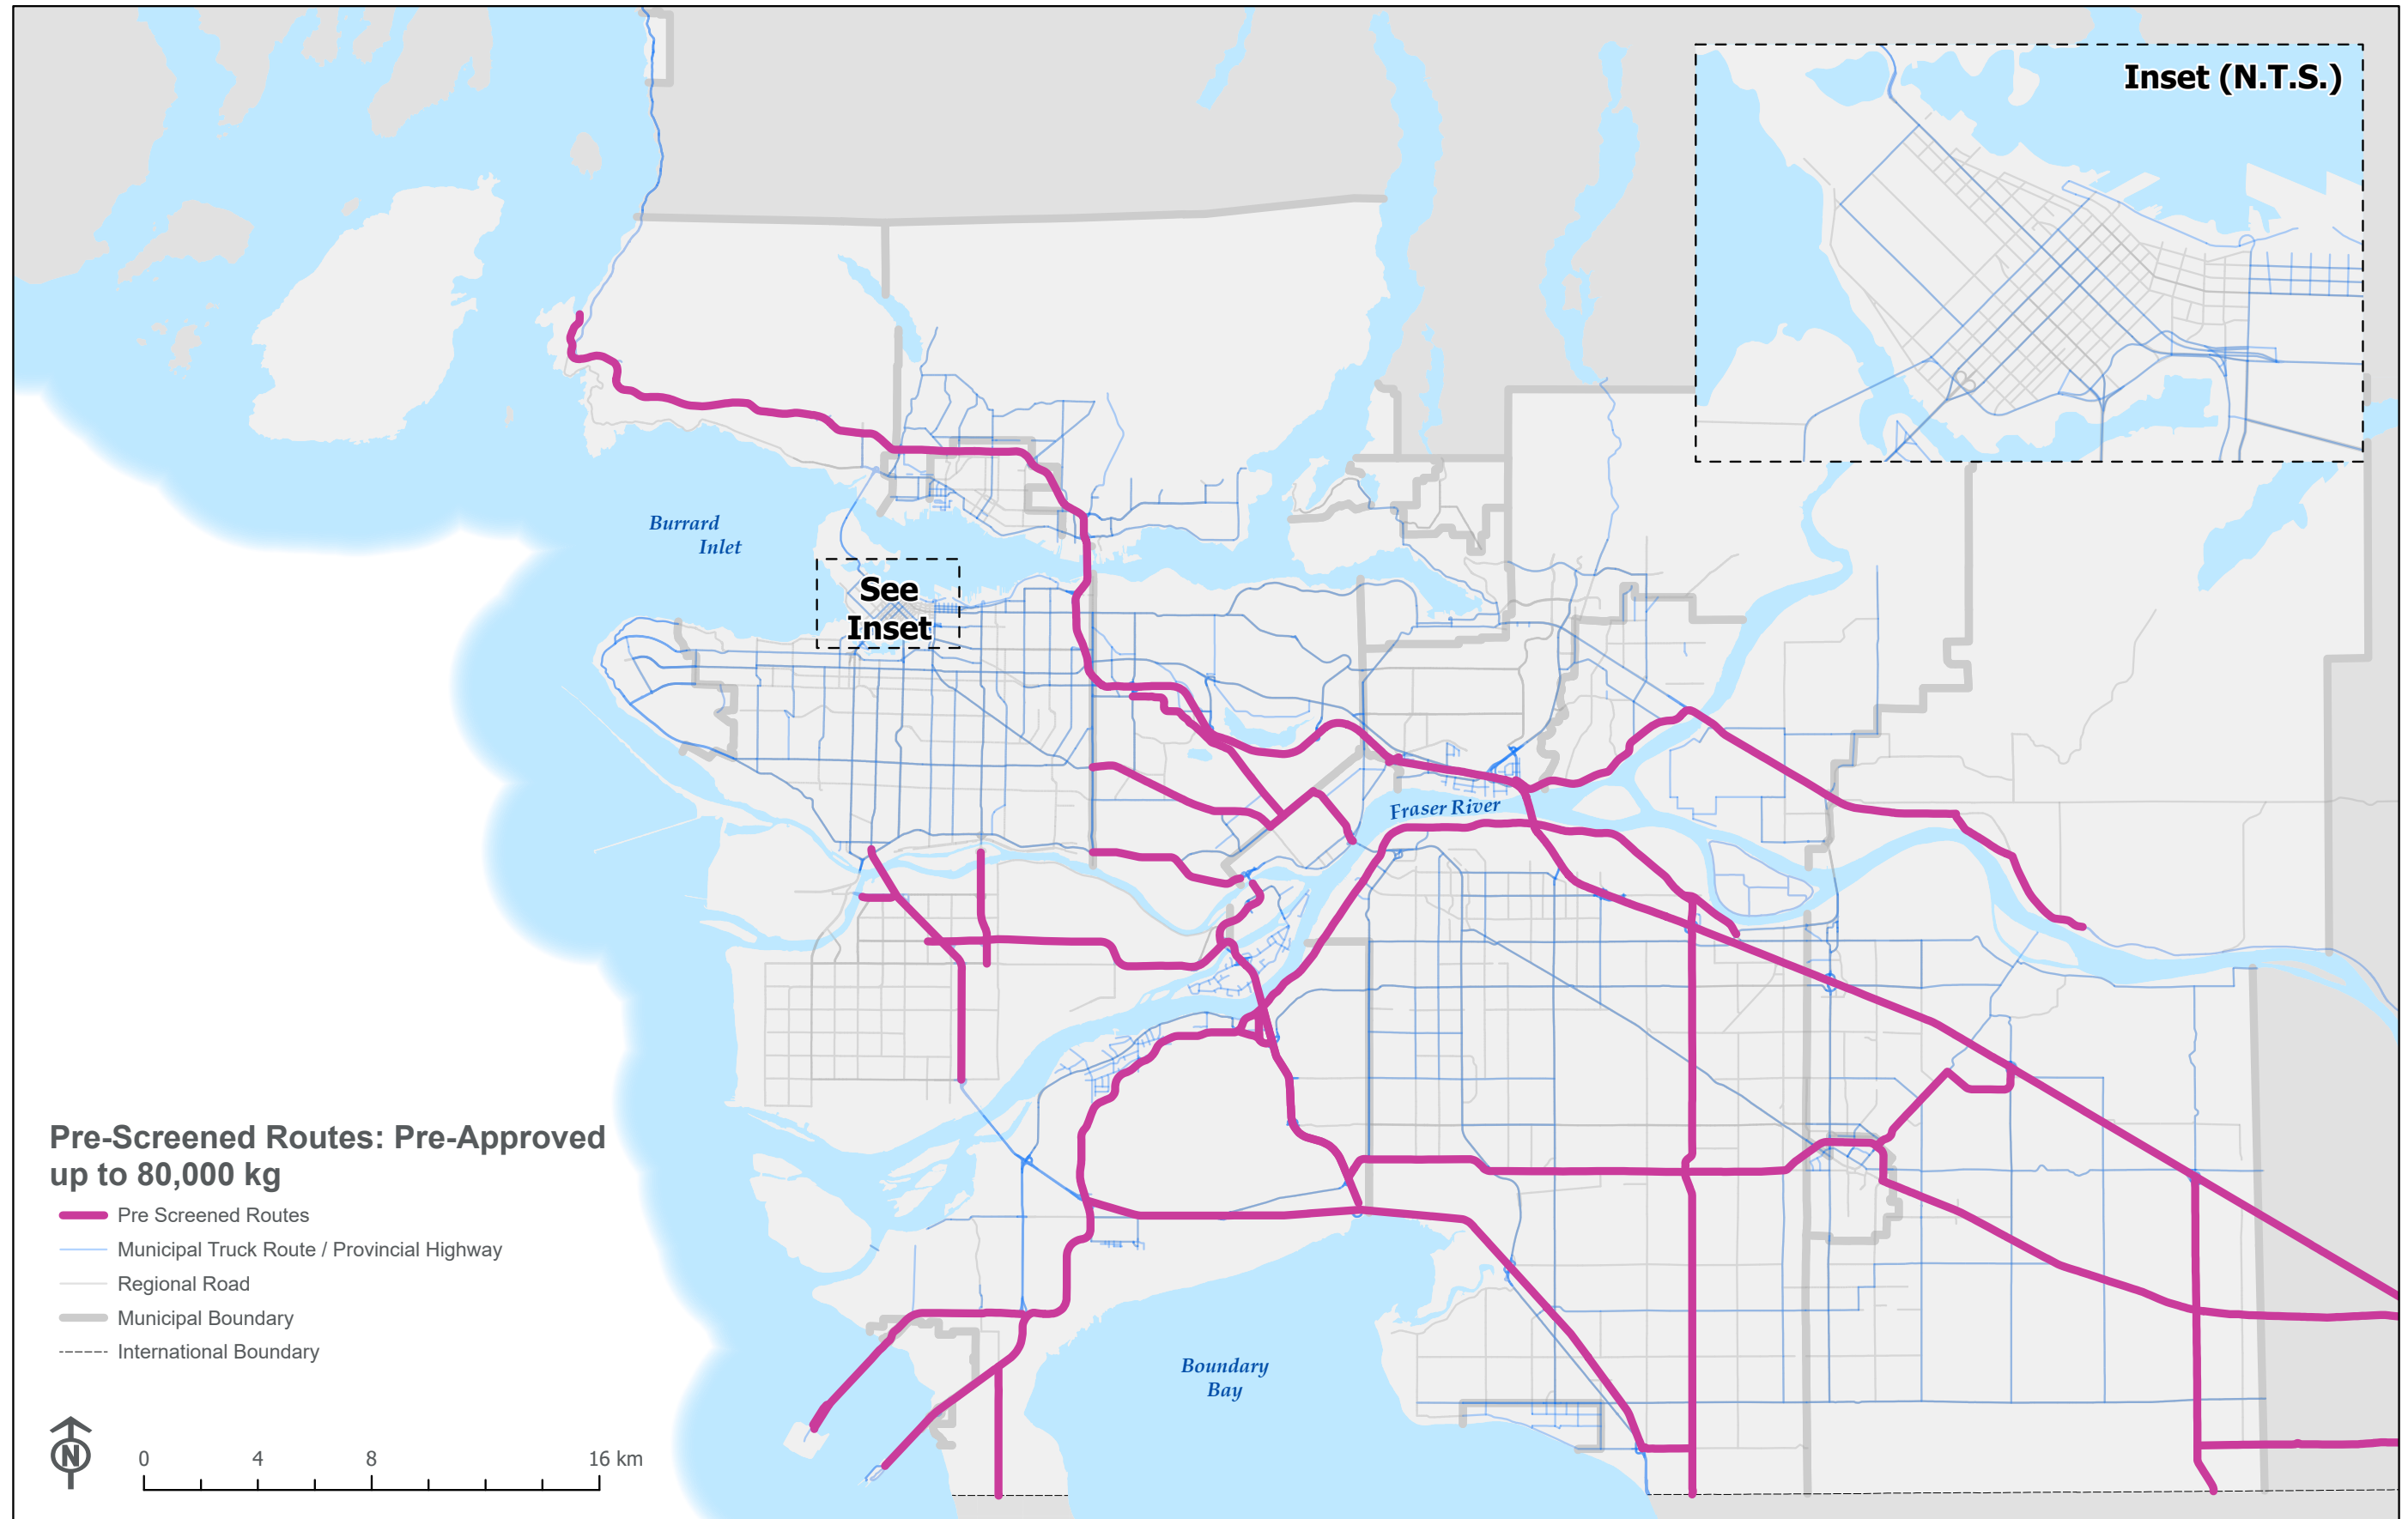 Inset (N.T.S.)
Burrard
Inlet
See
Inset
Fraser River
Pre-Screened Routes: Pre-Approved
up to 80,000 kg
Pre Screened Routes
Municipal Truck Route / Provincial Highway
Regional Road
Municipal Boundary
International Boundary
Boundary
Bay
N
0 4 8 16 km